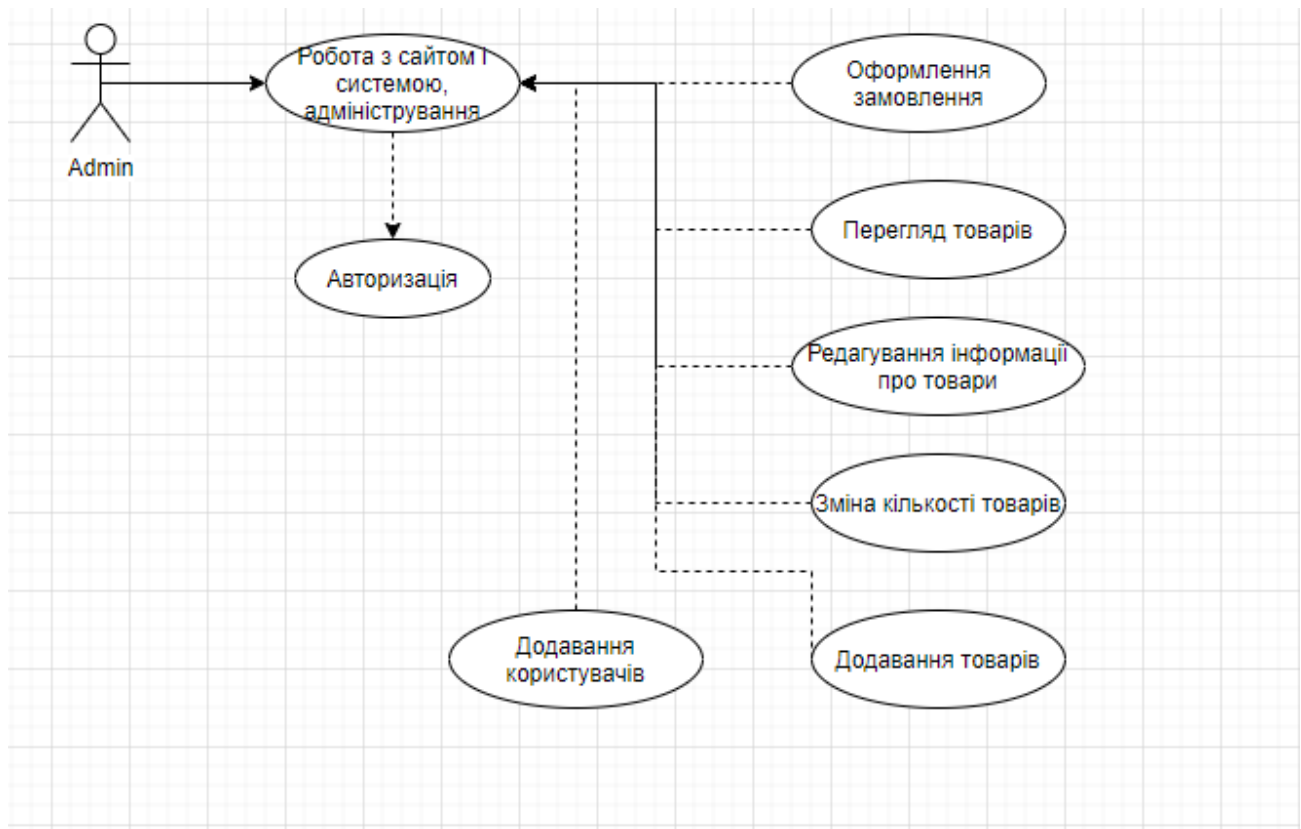 Робота з сайтом і
системою,
адміністрування
Оформлення
замовлення
Admin
Перегляд товарів
Авторизація
Редагування інформації
про товари
Зміна кількості товарів
Додавання
користувачів
Додавання товарів